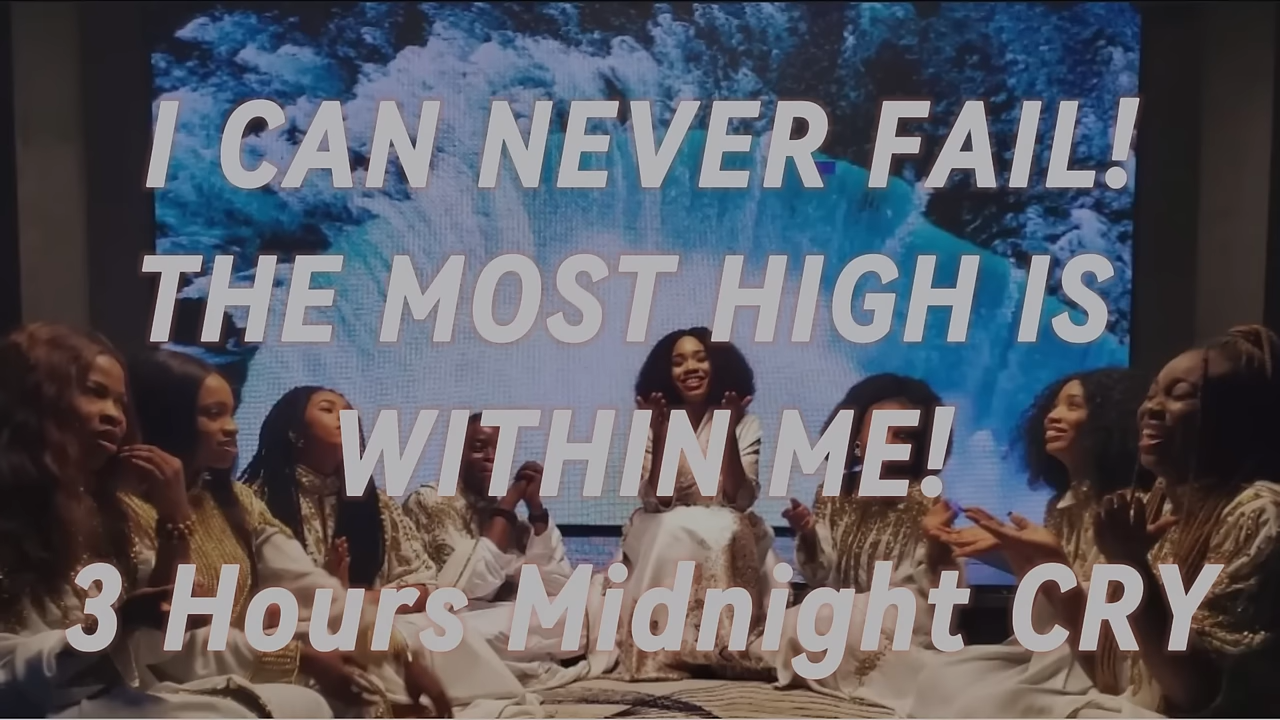 I CAN NEVER FAIL!
THE MOST HIGH IS
WITHIN ME!
3 Hours Midnight CRY